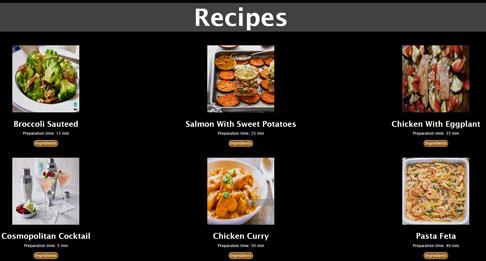 Recipes
Broccoli Sauteed
Preparation time: 15 min
Ingredients
Salmon With Sweet Potatoes
Preparation time: 25 min
Ingredients
Chicken With Eggplant
Preparation time: 35 min
Ingredients
Cosmopolitan Cocktail
Preparation time: 5 min
Ingredients
Chicken Curry
Preparation time: 50 min
Ingredients
Pasta Feta
Preparation time: 40 min
Ingredients